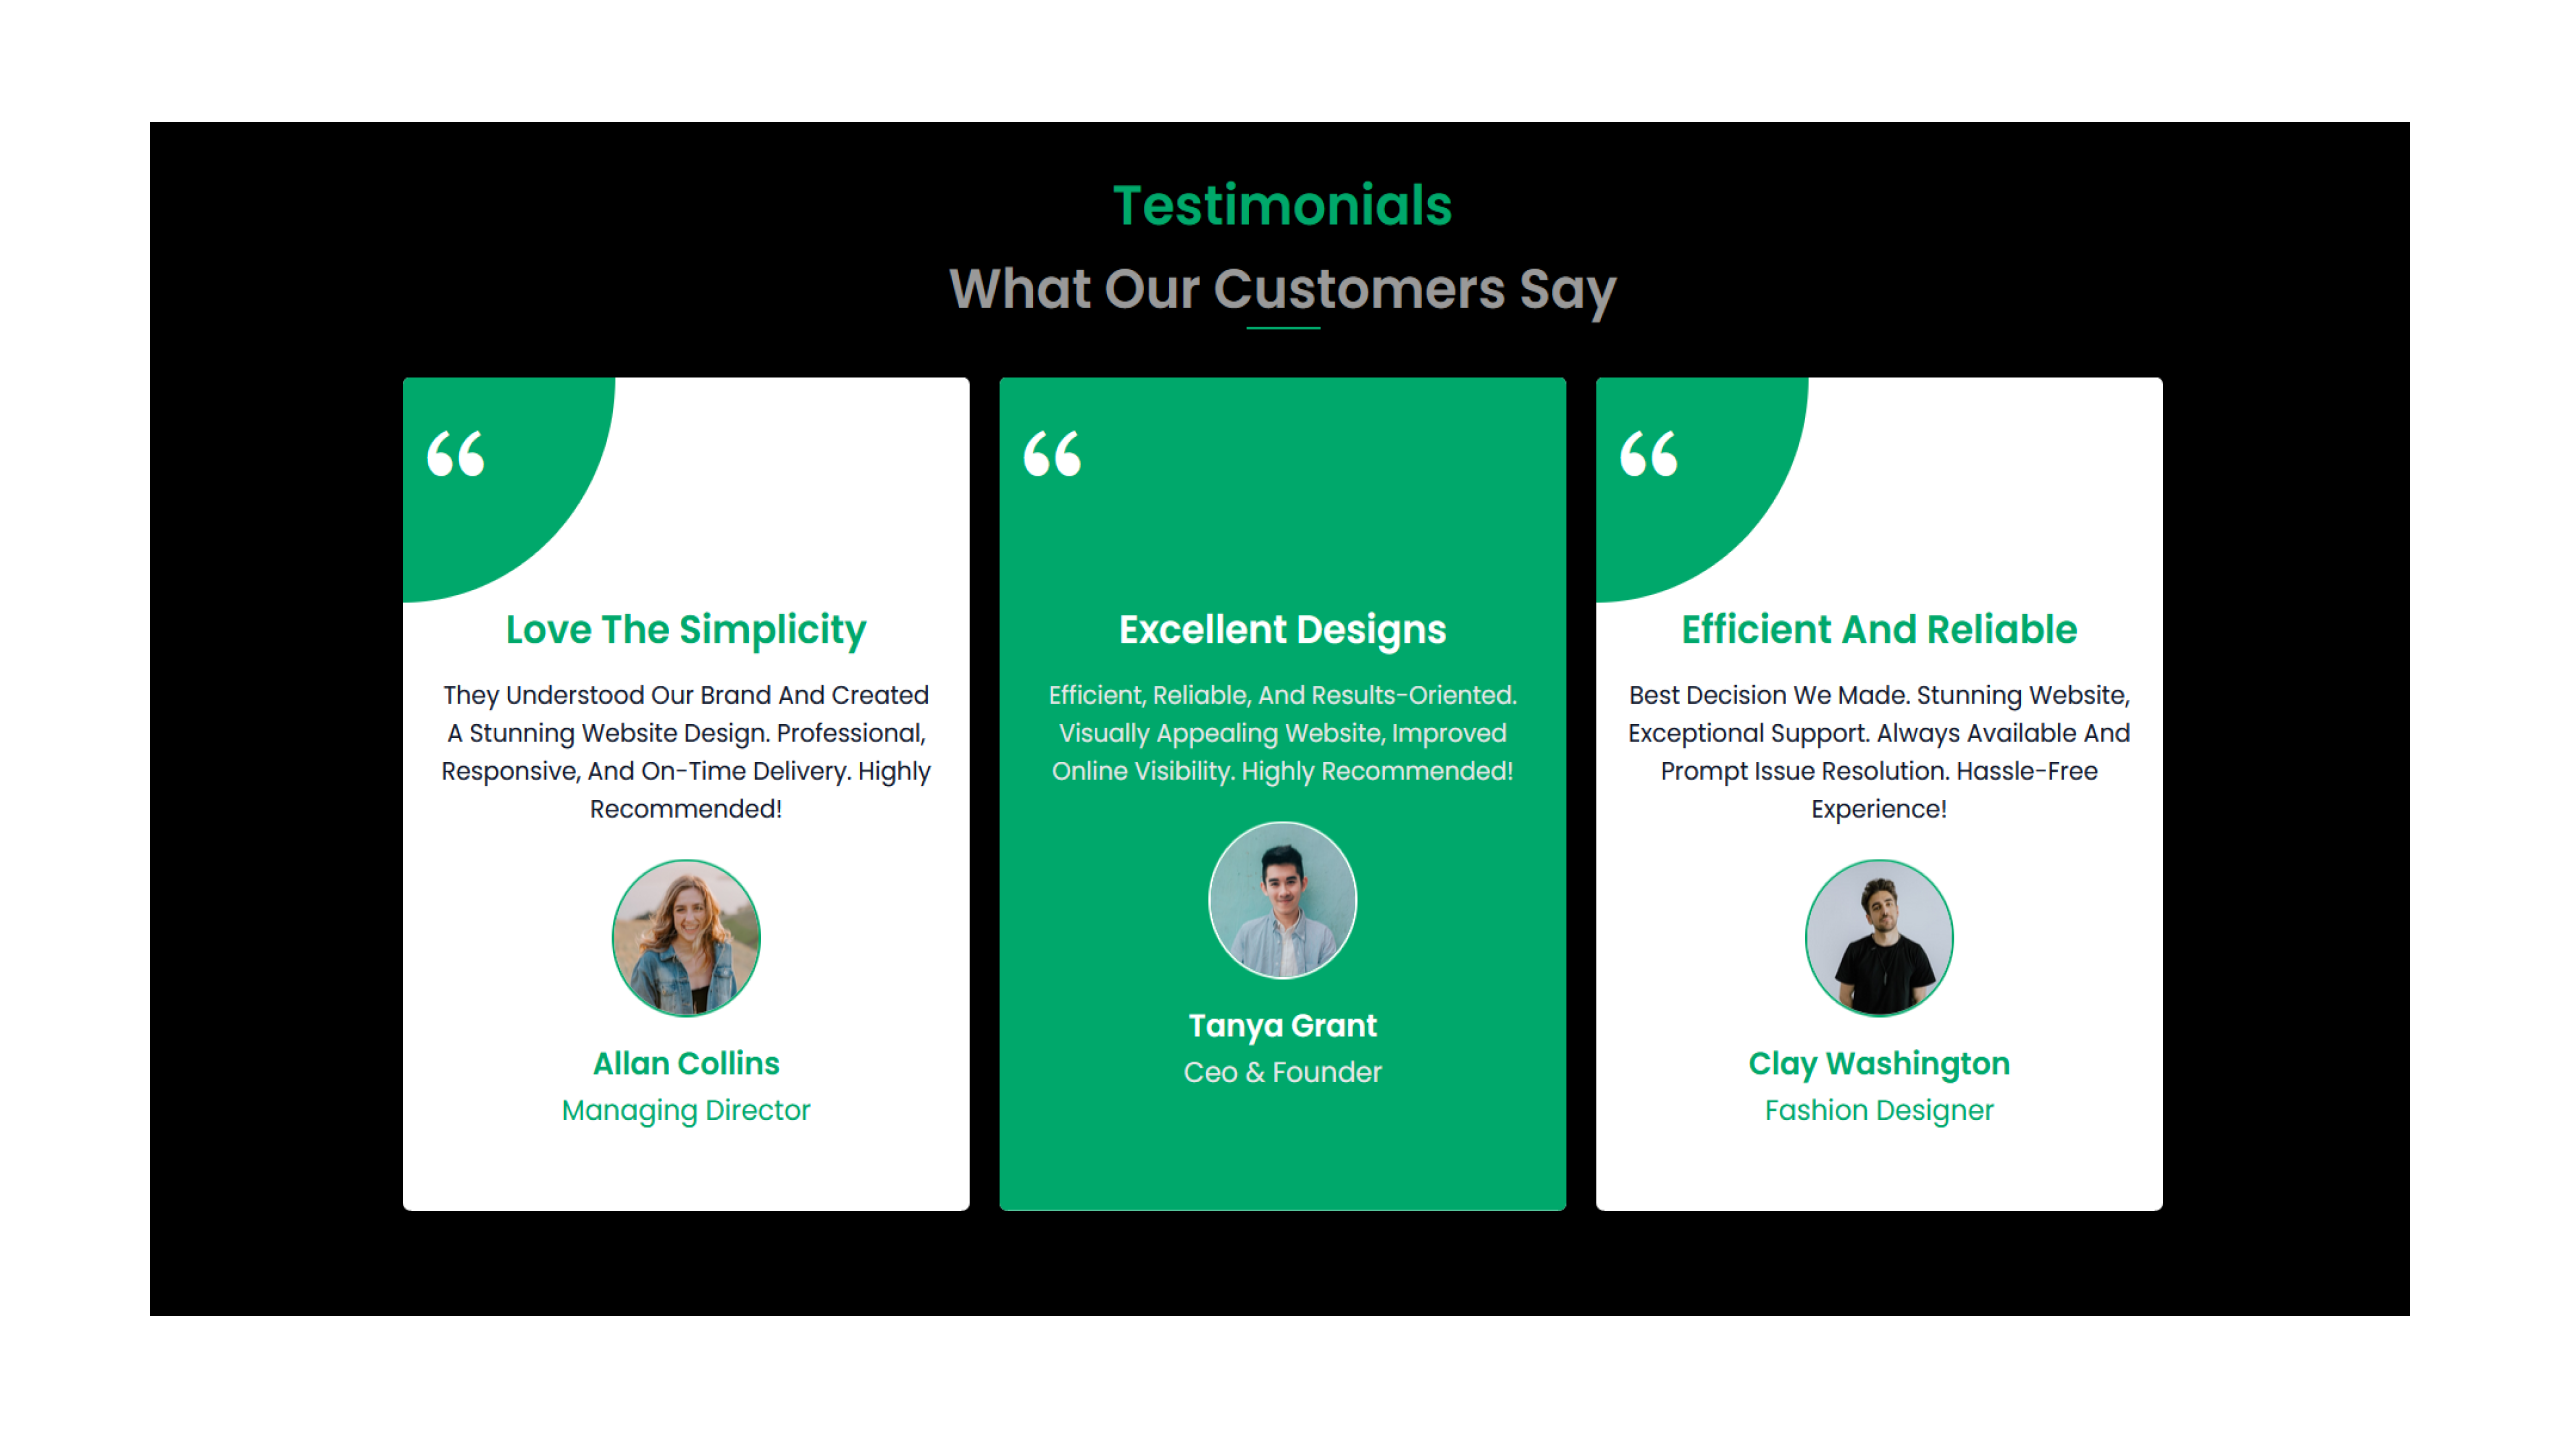 Testimonials
What Our Customers Say
“
Love The Simplicity
They Understood Our Brand And Created
A Stunning Website Design. Professional,
Responsive, And On-Time Delivery. Highly
Recommended!
Allan Collins
Managing Director
“
Excellent Designs
Efficient, Reliable, And Results-Oriented.
Visually Appealing Website, Improved
Online Visibility. Highly Recommended!
Tanya Grant
Ceo & Founder
“
Efficient And Reliable
Best Decision We Made. Stunning Website,
Exceptional Support. Always Available And
Prompt Issue Resolution. Hassle-Free
Experience!
Clay Washington
Fashion Designer